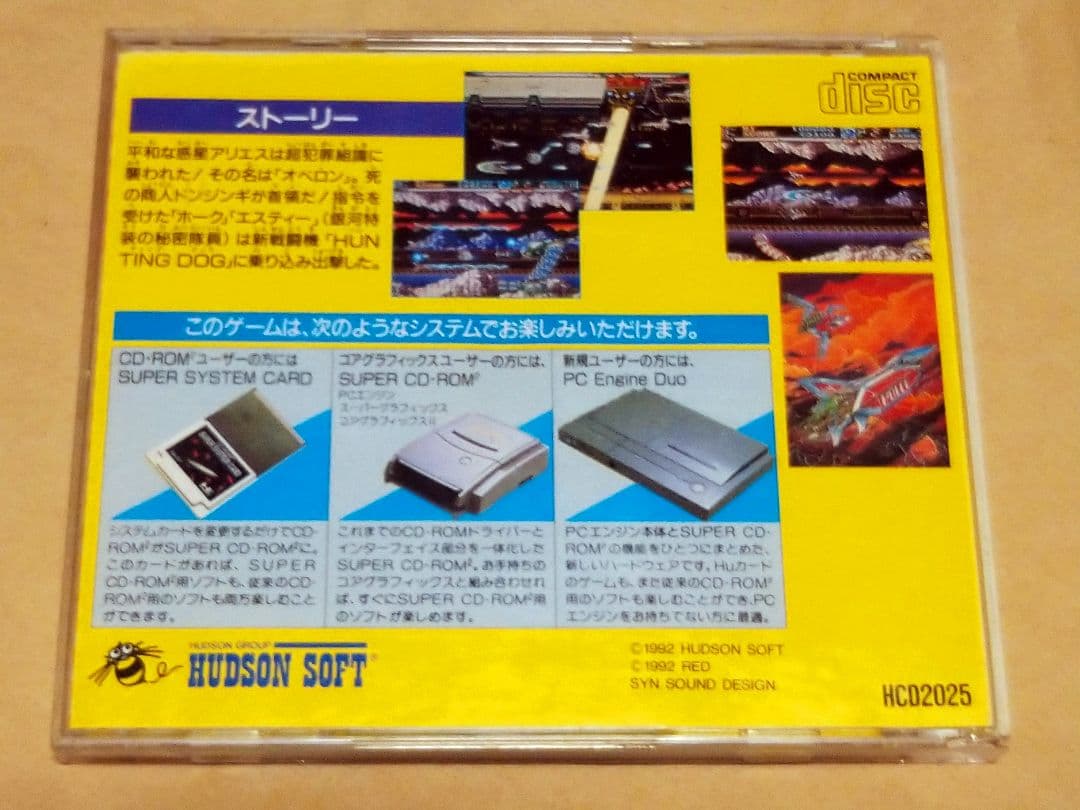 COMPACT
disc
ストーリー
平和な惑星アリエスは超犯罪組織に
襲われた！その名は「オペロン」。死
の商人ドンジンギが首領だ！指令を
受けた「ホーク」「エスティー」（銀河特
装の秘密隊員）は新戦闘機「HUN
TING DOG」に乗り込み出撃した。
このゲームは、次のようなシステムでお楽しみいただけます。
CD-ROM²ユーザーの方には
SUPER SYSTEM CARD
システムカードを変更するだけでCD-
ROM²がSUPER CD-ROM²に。
このカードがあれば、SUPER
CD-ROM²用ソフトも、従来のCD-
ROM²用のソフトも両方楽しむこと
ができます。
コアグラフィックスユーザーの方には、
SUPER CD-ROM²
PCエンジン
スーパーグラフィックス
コアグラフィックスII
これまでのCD-ROMドライバーと
インターフェイス部分を一体化した
SUPER CD-ROM²。お手持ちの
コアグラフィックスと組み合わせれ
ば、すぐにSUPER CD-ROM²用
のソフトが楽しめます。
新規ユーザーの方には、
PC Engine Duo
PCエンジン本体とSUPER CD-
ROM²の機能をひとつにまとめた、
新しいハードウェアです。Huカード
のゲームも、また従来のCD-ROM²
用のソフトも楽しむことができ、PC
エンジンをお持ちでない方に最適。
HUDSON GROUP
HUDSON SOFT®
©1992 HUDSON SOFT
©1992 RED
SYN SOUND DESIGN
HCD2025